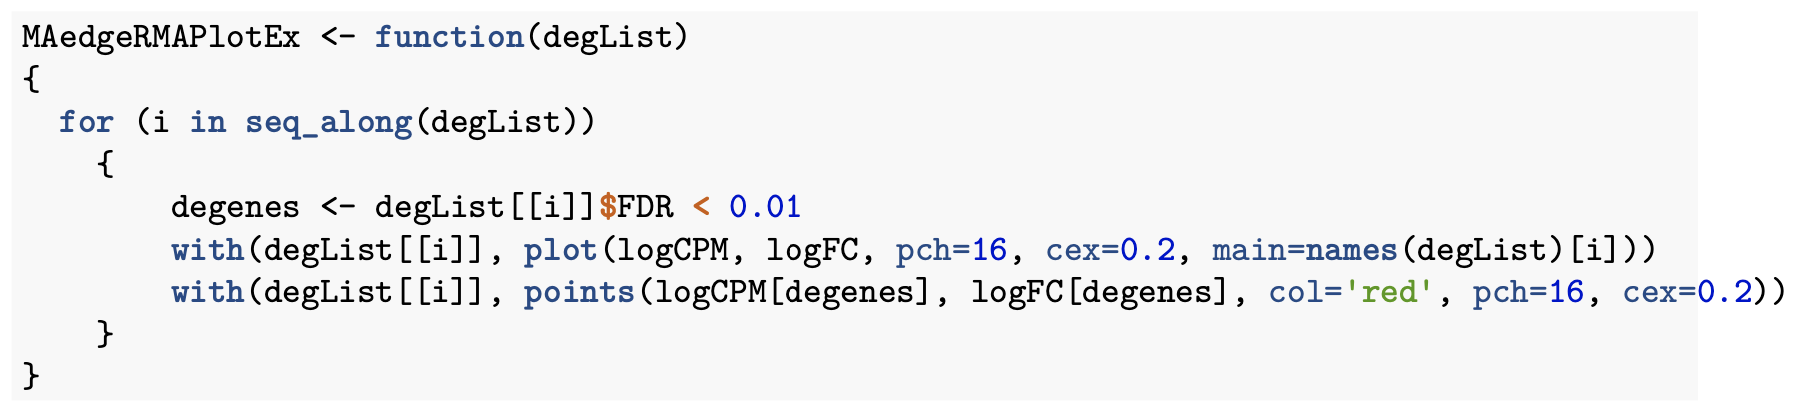 MAedgeRMAPlotEx <- function(degList)
{
  for (i in seq_along(degList))
    {
        degenes <- degList[[i]]$FDR < 0.01
        with(degList[[i]], plot(logCPM, logFC, pch=16, cex=0.2, main=names(degList)[i]))
        with(degList[[i]], points(logCPM[degenes], logFC[degenes], col='red', pch=16, cex=0.2))
    }
}